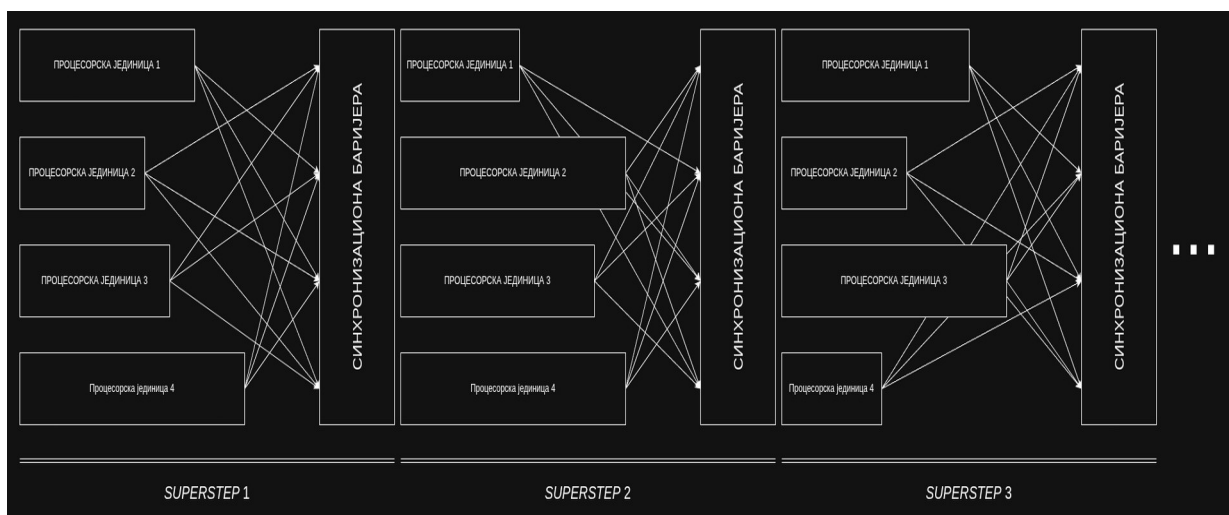 ПРОЦЕСОРСКА ЈЕДИНИЦА 1
ПРОЦЕСОРСКА ЈЕДИНИЦА 2
ПРОЦЕСОРСКА ЈЕДИНИЦА 3
Процесорска јединица 4
СИНХРОНИЗАЦИОНА БАРИЈЕРА
SUPERSTEP 1
ПРОЦЕСОРСКА ЈЕДИНИЦА 1
ПРОЦЕСОРСКА ЈЕДИНИЦА 2
ПРОЦЕСОРСКА ЈЕДИНИЦА 3
Процесорска јединица 4
СИНХРОНИЗАЦИОНА БАРИЈЕРА
SUPERSTEP 2
ПРОЦЕСОРСКА ЈЕДИНИЦА 1
ПРОЦЕСОРСКА ЈЕДИНИЦА 2
ПРОЦЕСОРСКА ЈЕДИНИЦА 3
Процесорска јединица 4
СИНХРОНИЗАЦИОНА БАРИЈЕРА
SUPERSTEP 3
...